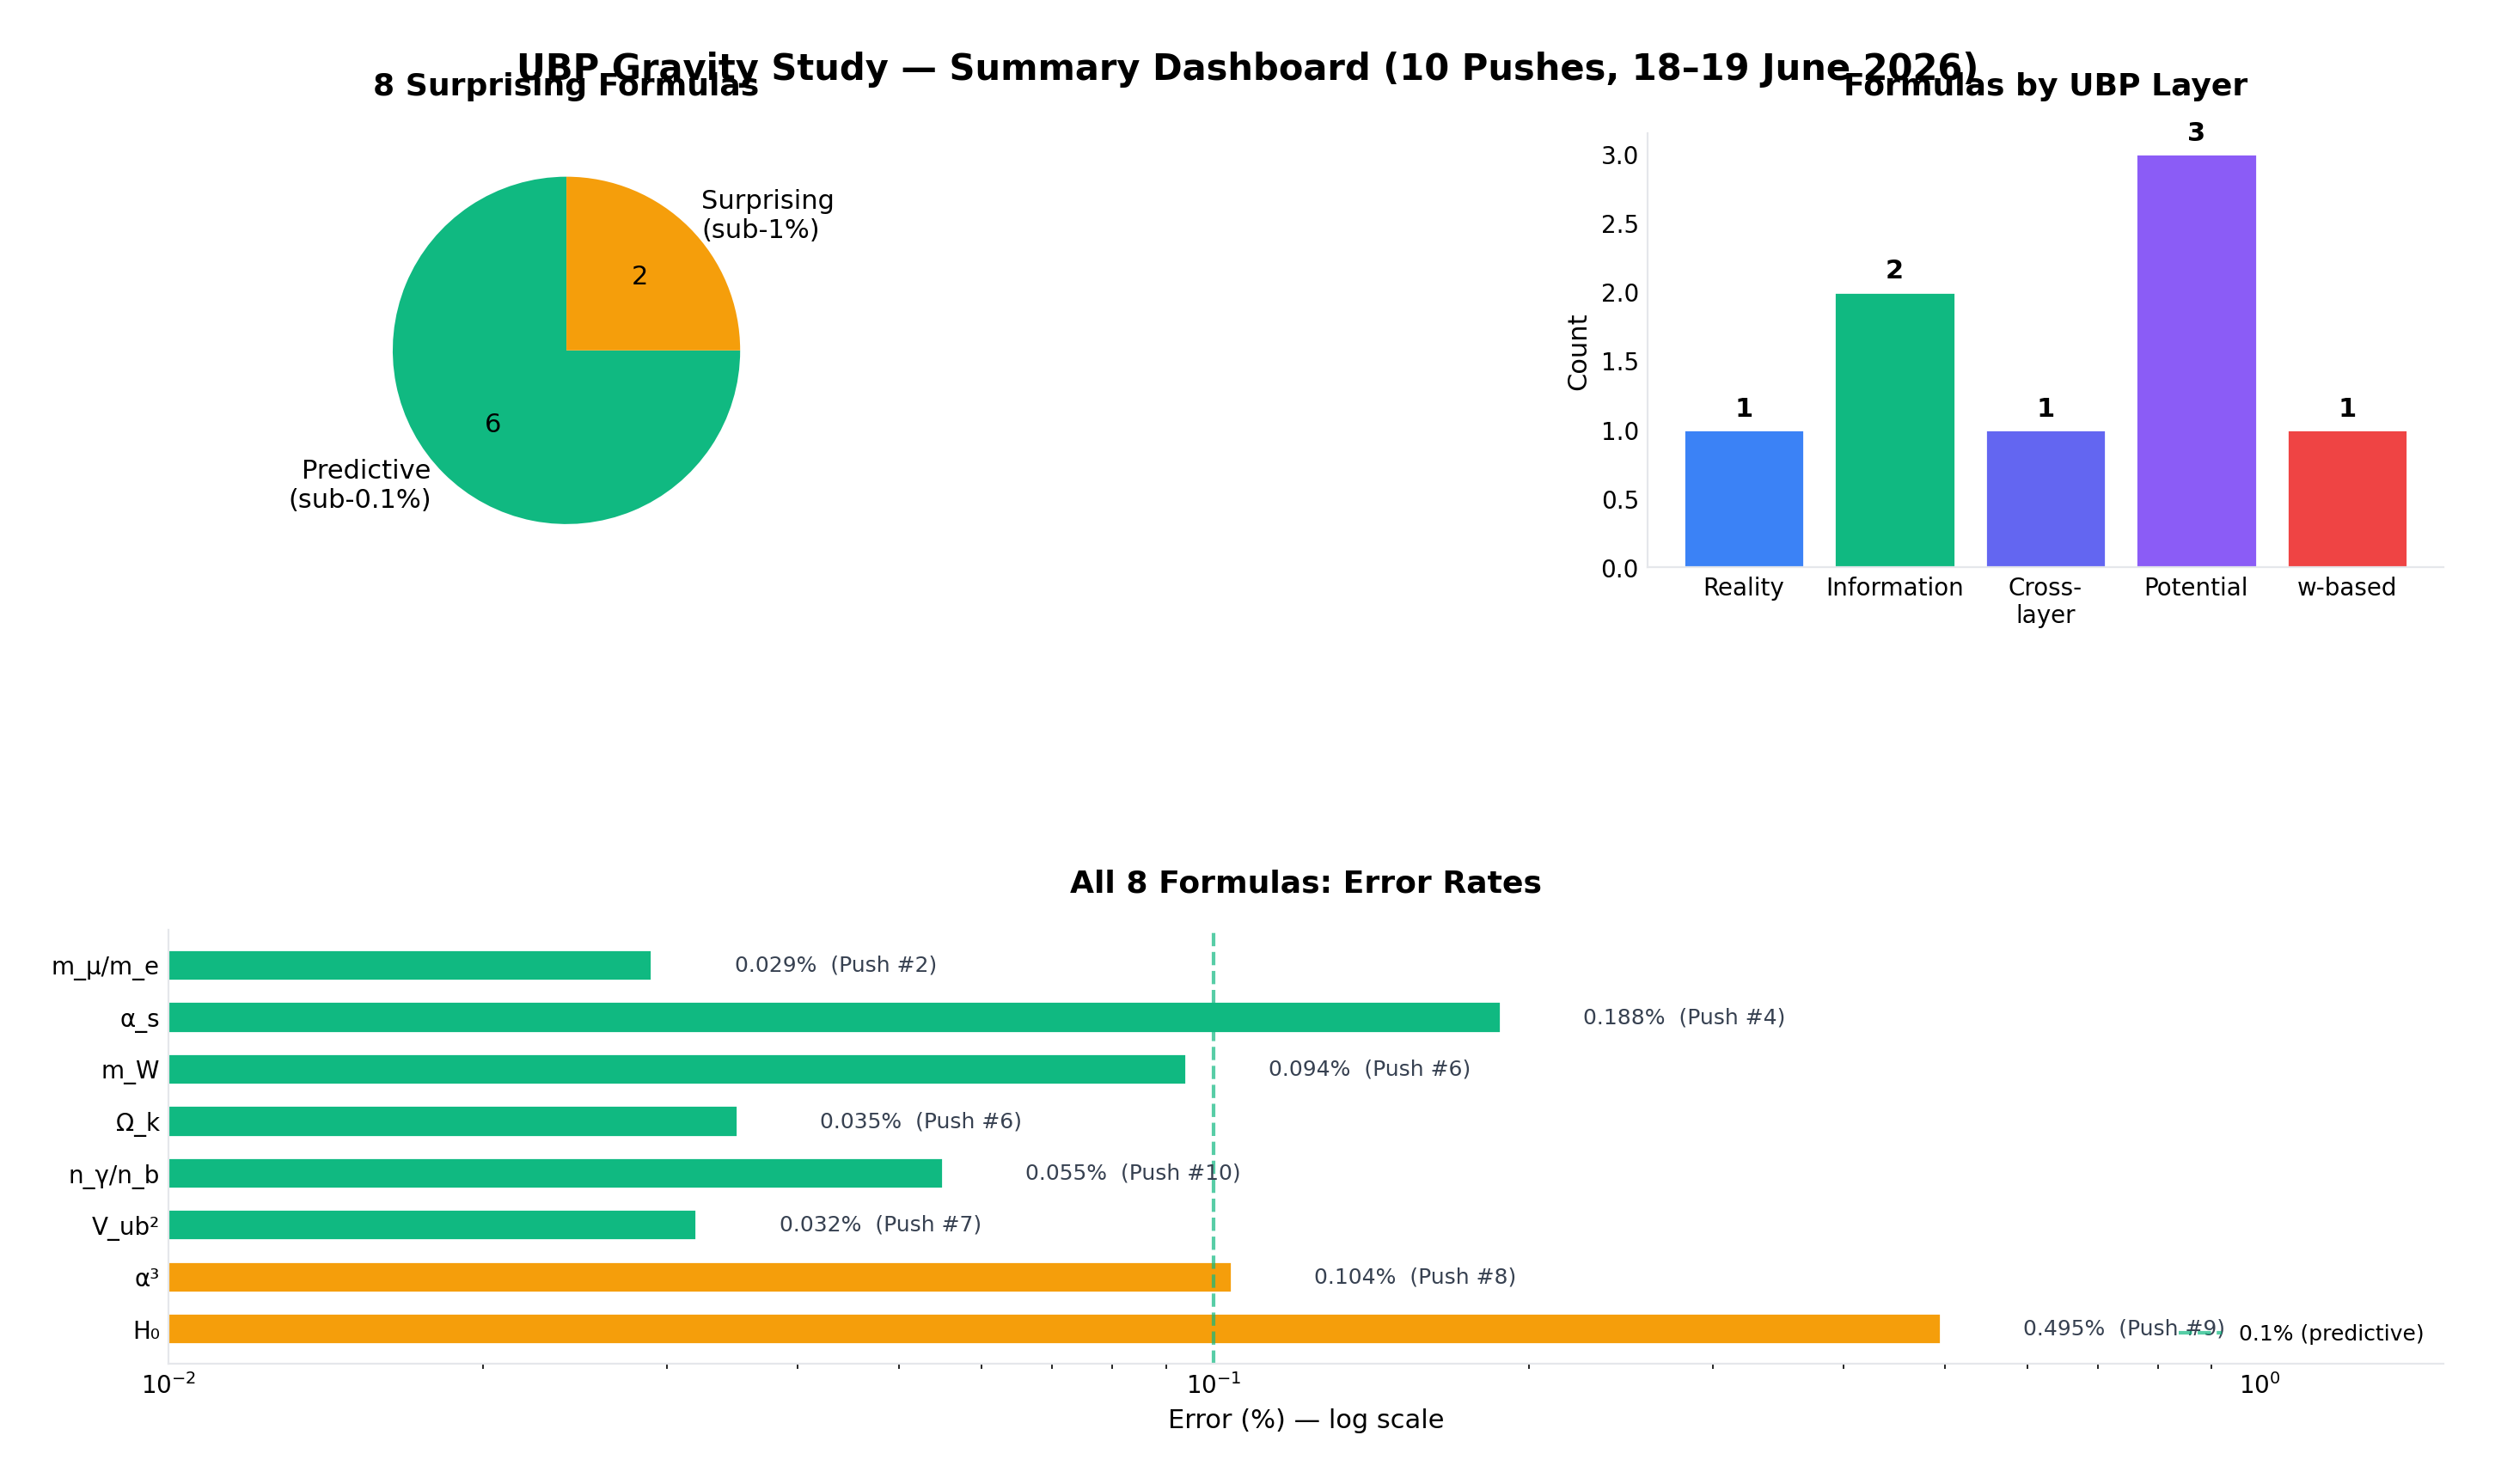 UBP Gravity Study — Summary Dashboard (10 Pushes, 18–19 June 2026)
8 Surprising Formulas
Surprising
(sub-1%)
2
6
Predictive
(sub-0.1%)
Formulas by UBP Layer
Count
3.0
2.5
2.0
1.5
1.0
0.5
0.0
1
2
1
3
1
Reality
Information
Cross-
layer
Potential
w-based
All 8 Formulas: Error Rates
m_μ/m_e 0.029% (Push #2)
α_s 0.188% (Push #4)
m_W 0.094% (Push #6)
Ω_k 0.035% (Push #6)
n_γ/n_b 0.055% (Push #10)
V_ub² 0.032% (Push #7)
α³ 0.104% (Push #8)
H₀ 0.495% (Push #9)
0.1% (predictive)
10⁻² 10⁻¹ 10⁰
Error (%) — log scale